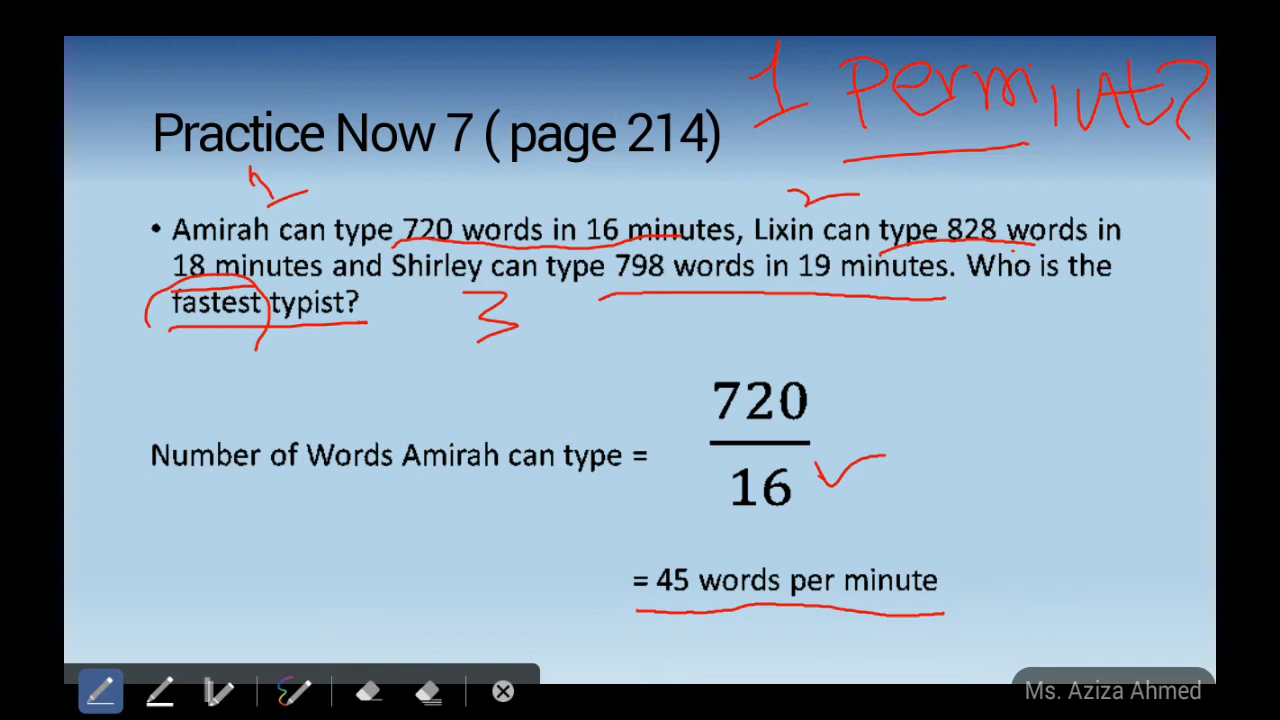 1 perminut?
Practice Now 7 ( page 214)
1 2
• Amirah can type 720 words in 16 minutes, Lixin can type 828 words in
18 minutes and Shirley can type 798 words in 19 minutes. Who is the
fastest typist?
3
720
Number of Words Amirah can type =
16
= 45 words per minute
Ms. Aziza Ahmed